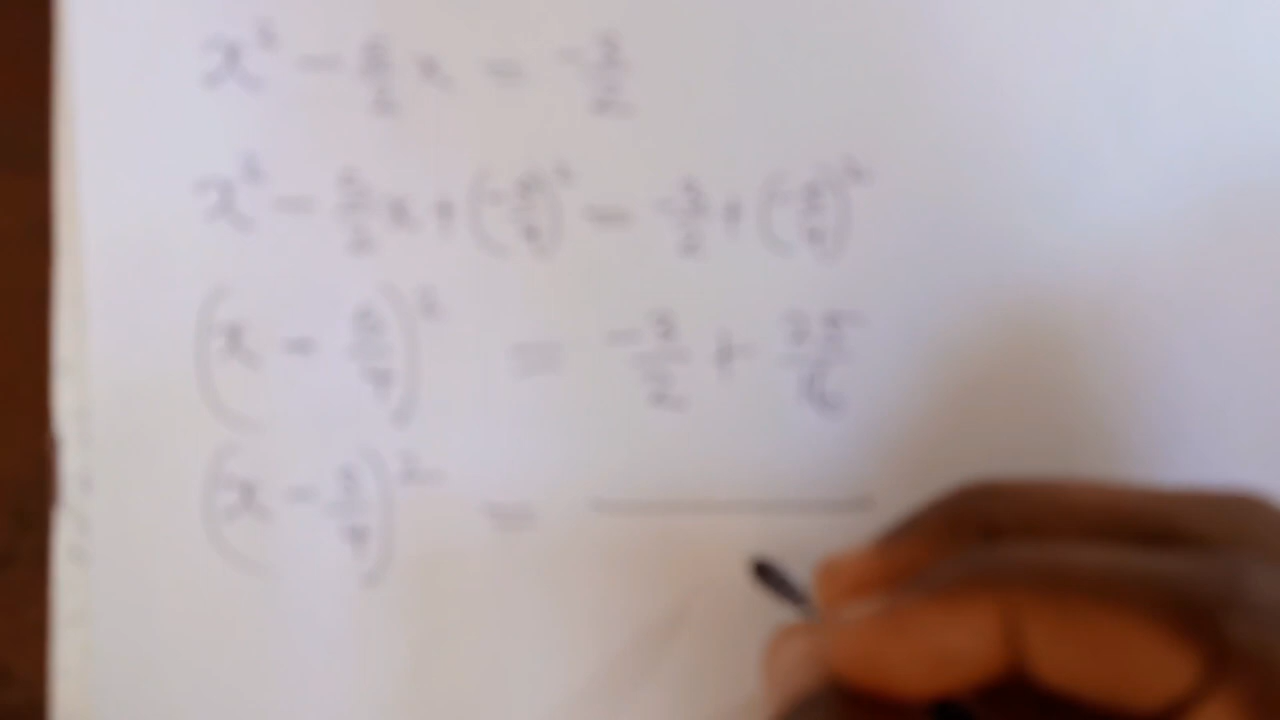 x² - 5/2 x = -3/2
x² - 5/2 x + (-5/4)² = -3/2 + (-5/4)²
(x - 5/4)² = -3/2 + 25/16
(x - 5/4)² =